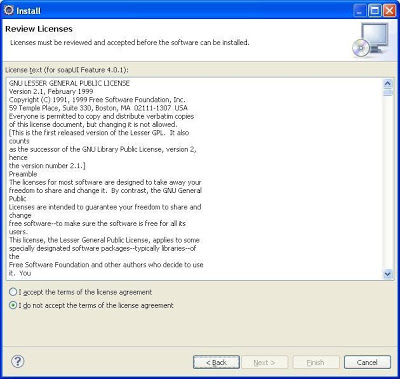 Install
Review Licenses
Licenses must be reviewed and accepted before the software can be installed.
License text (for soapUI Feature 4.0.1):
GNU LESSER GENERAL PUBLIC LICENSE
Version 2.1, February 1999
Copyright (C) 1991, 1999 Free Software Foundation, Inc.
59 Temple Place, Suite 330, Boston, MA  02111-1307  USA
Everyone is permitted to copy and distribute verbatim copies
of this license document, but changing it is not allowed.
[This is the first released version of the Lesser GPL.  It also
counts
as the successor of the GNU Library Public License, version 2,
hence
the version number 2.1.]
Preamble
The licenses for most software are designed to take away your
freedom to share and change it.  By contrast, the GNU General
Public
Licenses are intended to guarantee your freedom to share and
change
free software--to make sure the software is free for all its
users.
This license, the Lesser General Public License, applies to some
specially designated software packages--typically libraries--of
the
Free Software Foundation and other authors who decide to use
it.  You
I accept the terms of the license agreement
I do not accept the terms of the license agreement
? < Back Next > Finish Cancel